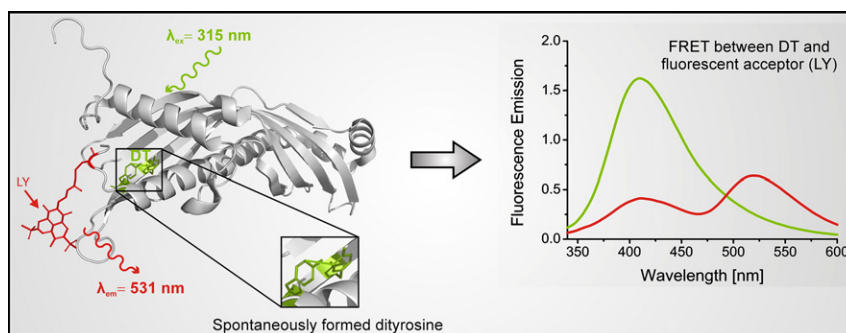 λex= 315 nm
DT
LY
λem= 531 nm
Spontaneously formed dityrosine
FRET between DT and
fluorescent acceptor (LY)
Fluorescence Emission
2.0
1.5
1.0
0.5
0.0
350 400 450 500 550 600
Wavelength [nm]